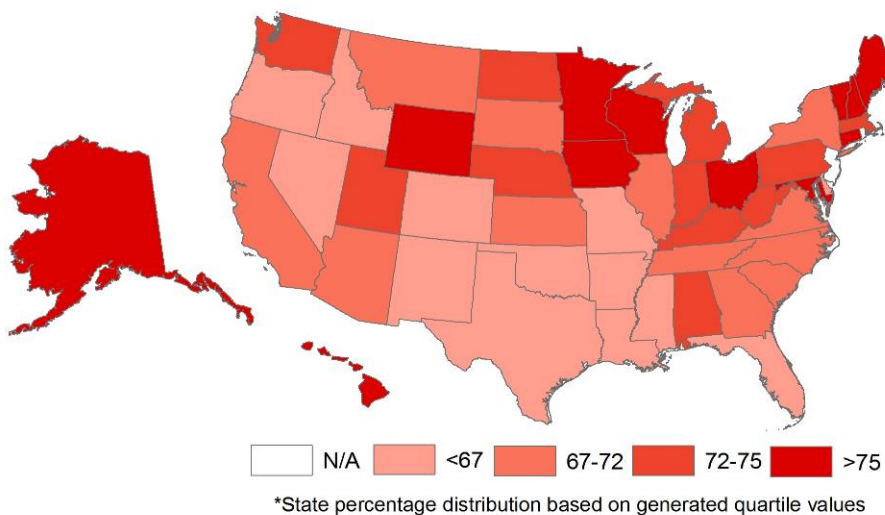 N/A <67 67-72 72-75 >75
*State percentage distribution based on generated quartile values